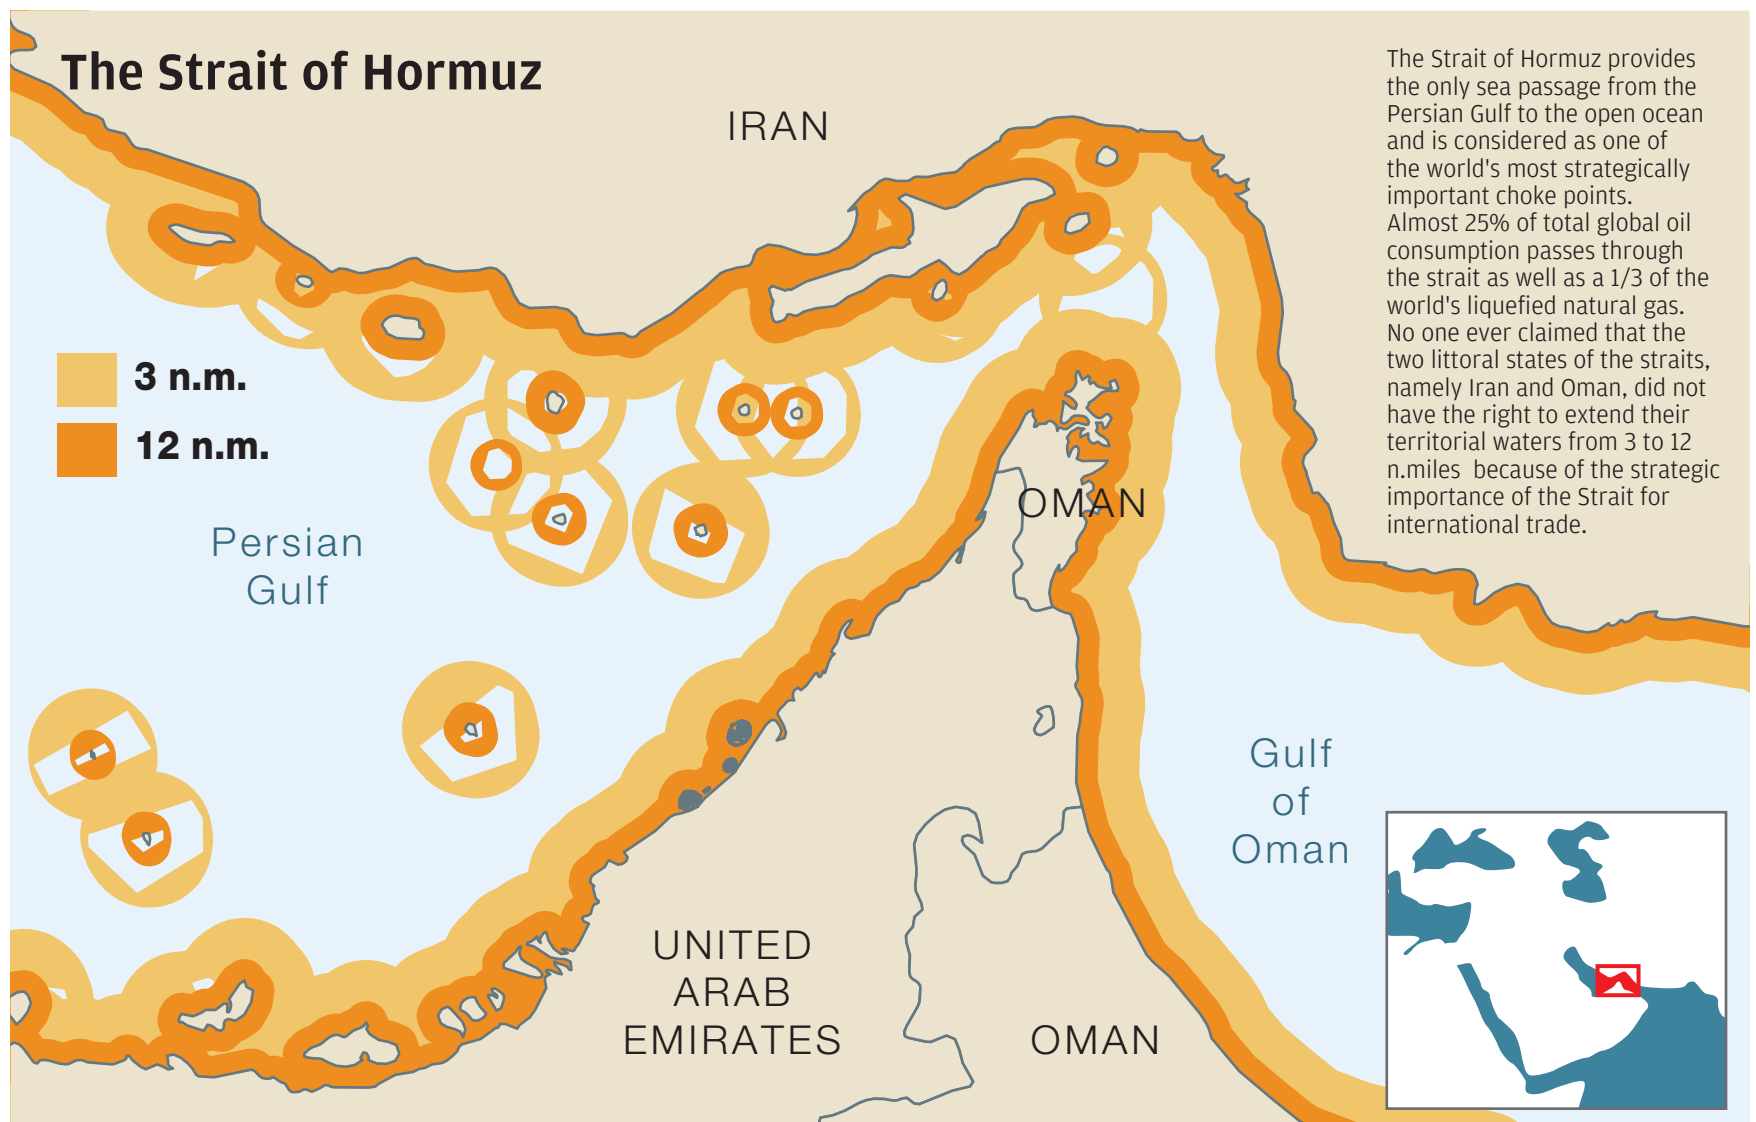 The Strait of Hormuz
IRAN
The Strait of Hormuz provides
the only sea passage from the
Persian Gulf to the open ocean
and is considered as one of
the world's most strategically
important choke points.
Almost 25% of total global oil
consumption passes through
the strait as well as a 1/3 of the
world's liquefied natural gas.
No one ever claimed that the
two littoral states of the straits,
namely Iran and Oman, did not
have the right to extend their
territorial waters from 3 to 12
n.miles because of the strategic
importance of the Strait for
international trade.
3 n.m.
12 n.m.
Persian
Gulf
OMAN
Gulf
of
Oman
UNITED
ARAB
EMIRATES
OMAN